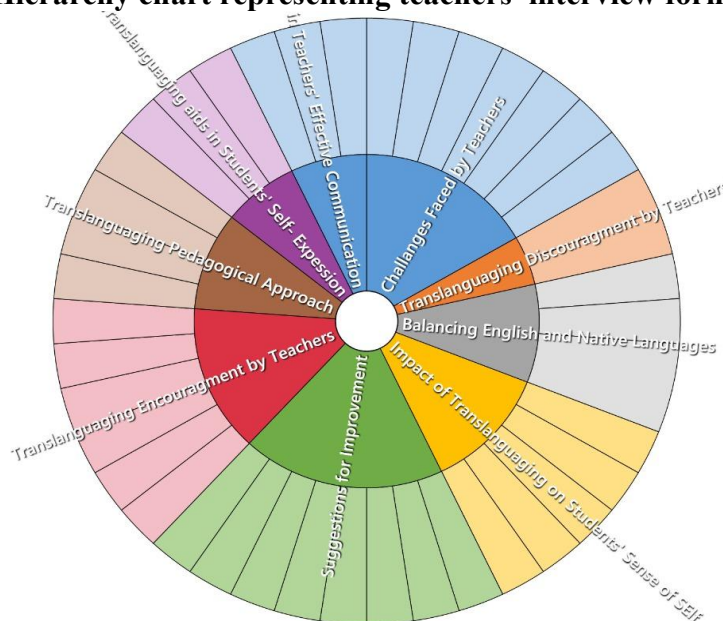 Hierarchy chart representing teachers' interview form
in Teachers' Effective Communication
Challanges Faced by Teachers
Translanguaging Discouragment by Teachers
Balancing English and Native Languages
Impact of Translanguaging on Students' Sense of SElf
Suggestions for Improvement
Translanguaging Encouragment by Teachers
Translanguaging Pedagogical Approach
Translanguaging aids in Students' Self- Expession